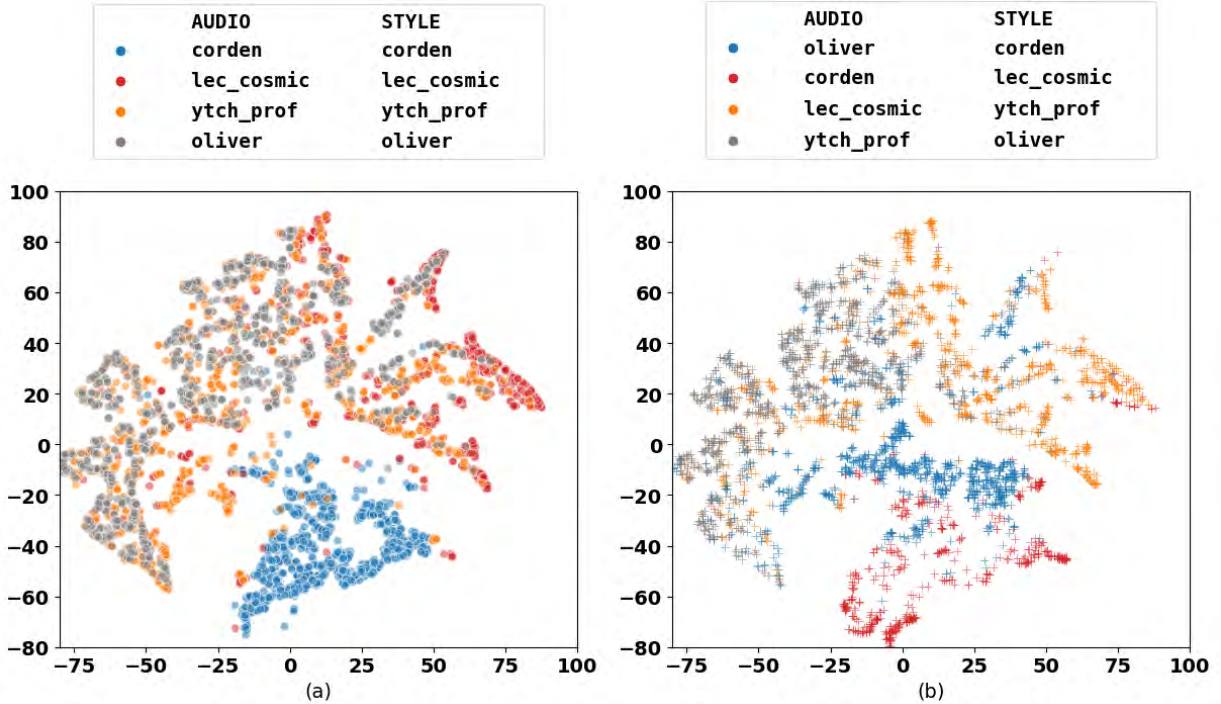 AUDIO STYLE
corden corden
lec_cosmic lec_cosmic
ytch_prof ytch_prof
oliver oliver
AUDIO STYLE
oliver corden
corden lec_cosmic
lec_cosmic ytch_prof
ytch_prof oliver
100
80
60
40
20
0
−20
−40
−60
−80
−75 −50 −25 0 25 50 75 100
(a)
100
80
60
40
20
0
−20
−40
−60
−80
−75 −50 −25 0 25 50 75 100
(b)